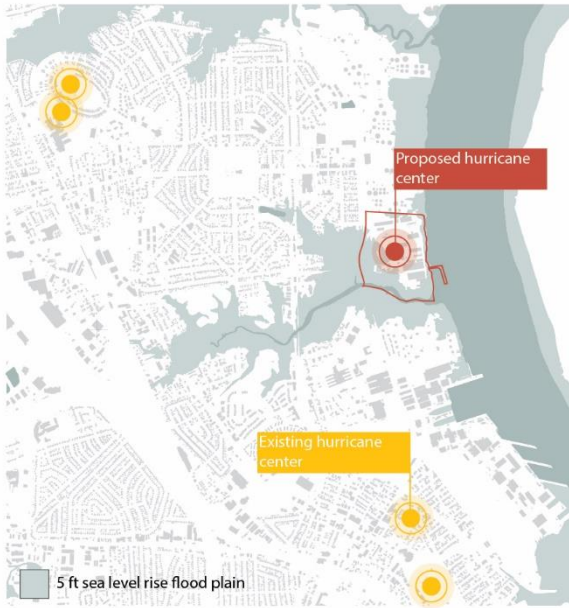 Proposed hurricane
center
Existing hurricane
center
5 ft sea level rise flood plain